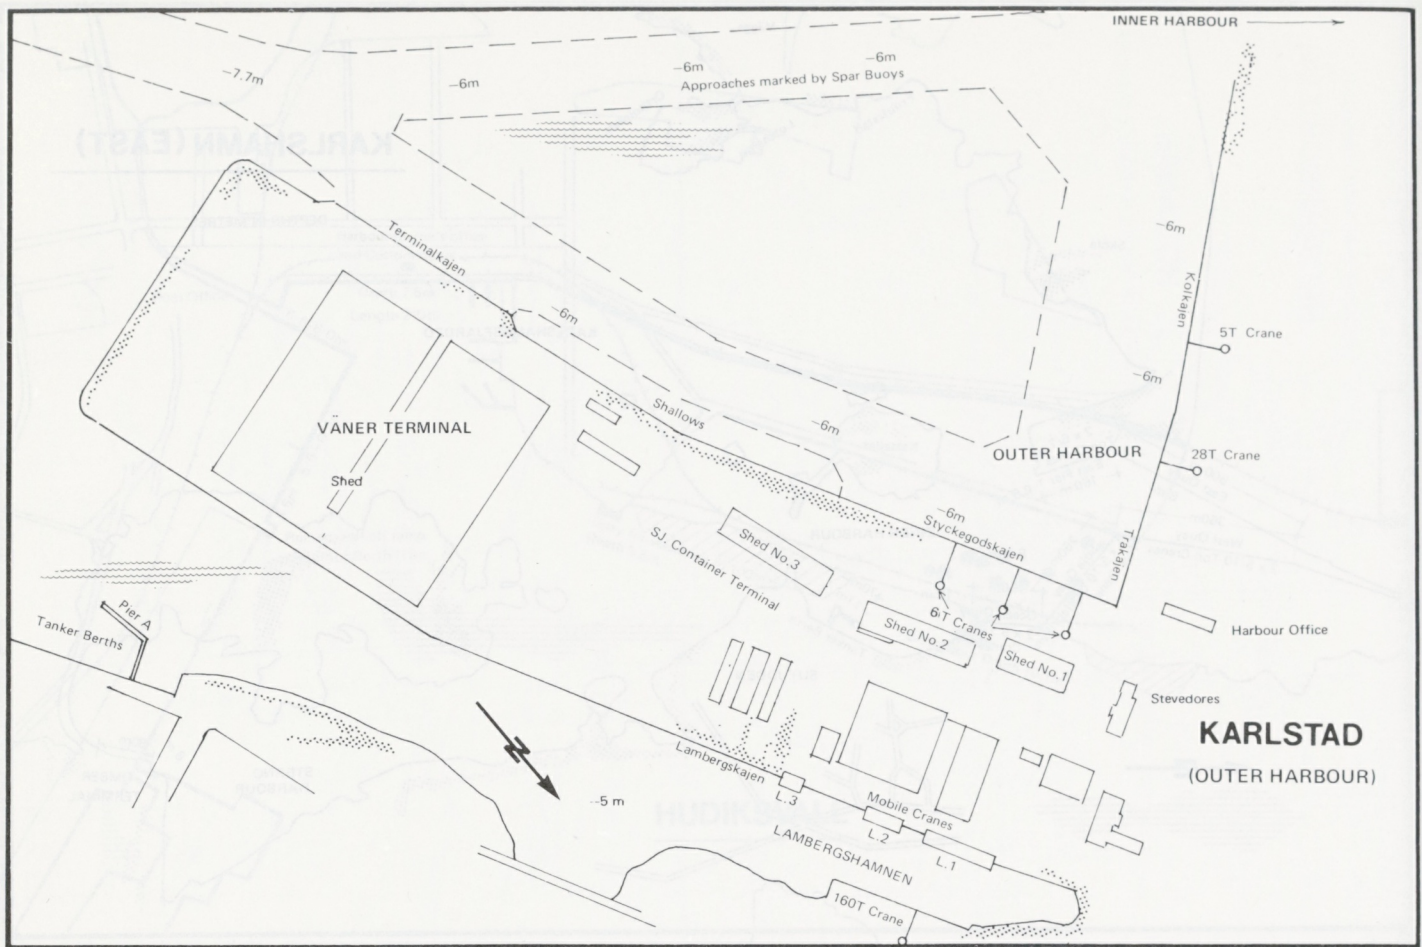 INNER HARBOUR
-7.7m
-6m
-6m
-6m
Approaches marked by Spar Buoys
KARLSHAMN (EAST)
-6m
Terminalkajen
Kolkajen
-6m
5T Crane
-6m
Shallows
-6m
VÄNER TERMINAL
OUTER HARBOUR
28T Crane
Shed
-6m
Styckegodskajen
Trakajen
Shed No.3
SJ. Container Terminal
6T Cranes
Pier A
Tanker Berths
Shed No.2
Shed No.1
Harbour Office
Stevedores
KARLSTAD
(OUTER HARBOUR)
N
Lambergskajen
-5 m
L.3
Mobile Cranes
L.2
L.1
LAMBERGSHAMNEN
160T Crane